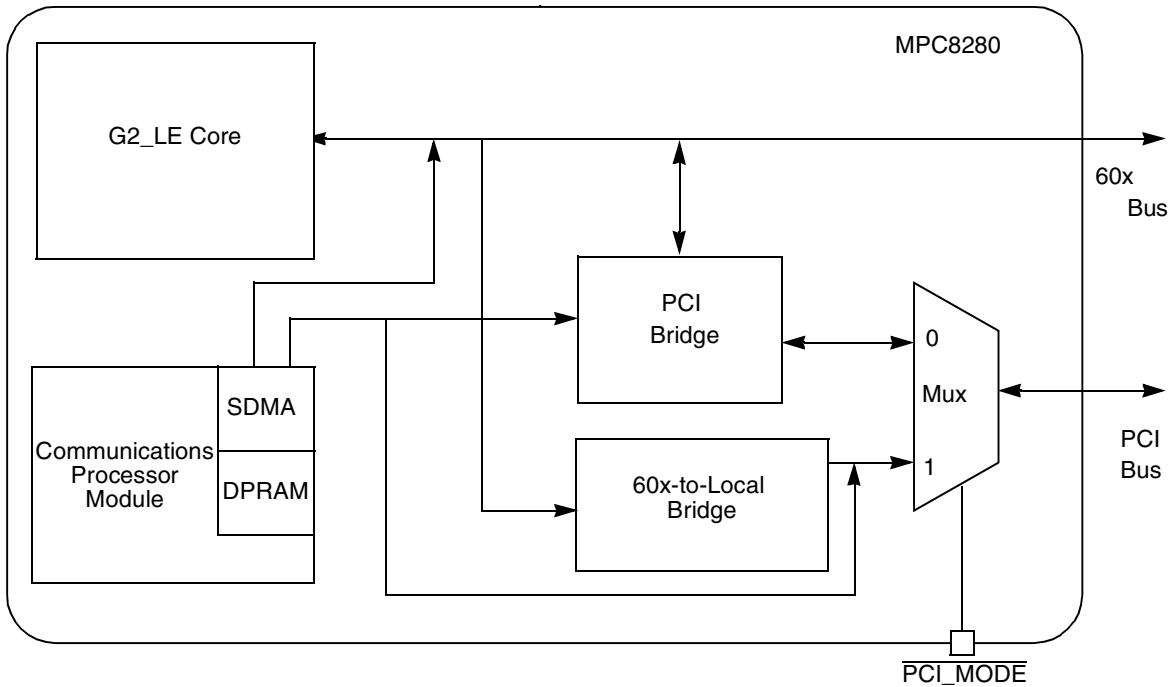 MPC8280
G2_LE Core
60x
Bus
PCI
Bridge
0
Mux
1
PCI
Bus
SDMA
Communications
Processor
Module
DPRAM
60x-to-Local
Bridge
PCI_MODE